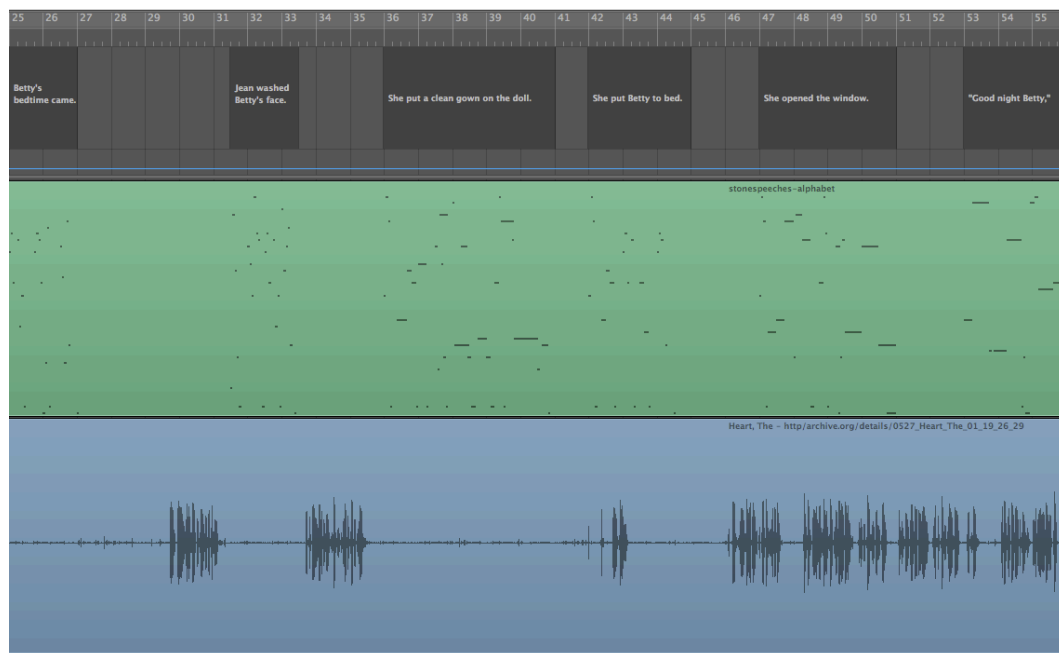 25 26 27 28 29 30 31 32 33 34 35 36 37 38 39 40 41 42 43 44 45 46 47 48 49 50 51 52 53 54 55
Betty's
bedtime came.
Jean washed
Betty's face.
She put a clean gown on the doll.
She put Betty to bed.
She opened the window.
"Good night Betty,"
stonespeeches-alphabet
Heart, The - http/archive.org/details/0527_Heart_The_01_19_26_29